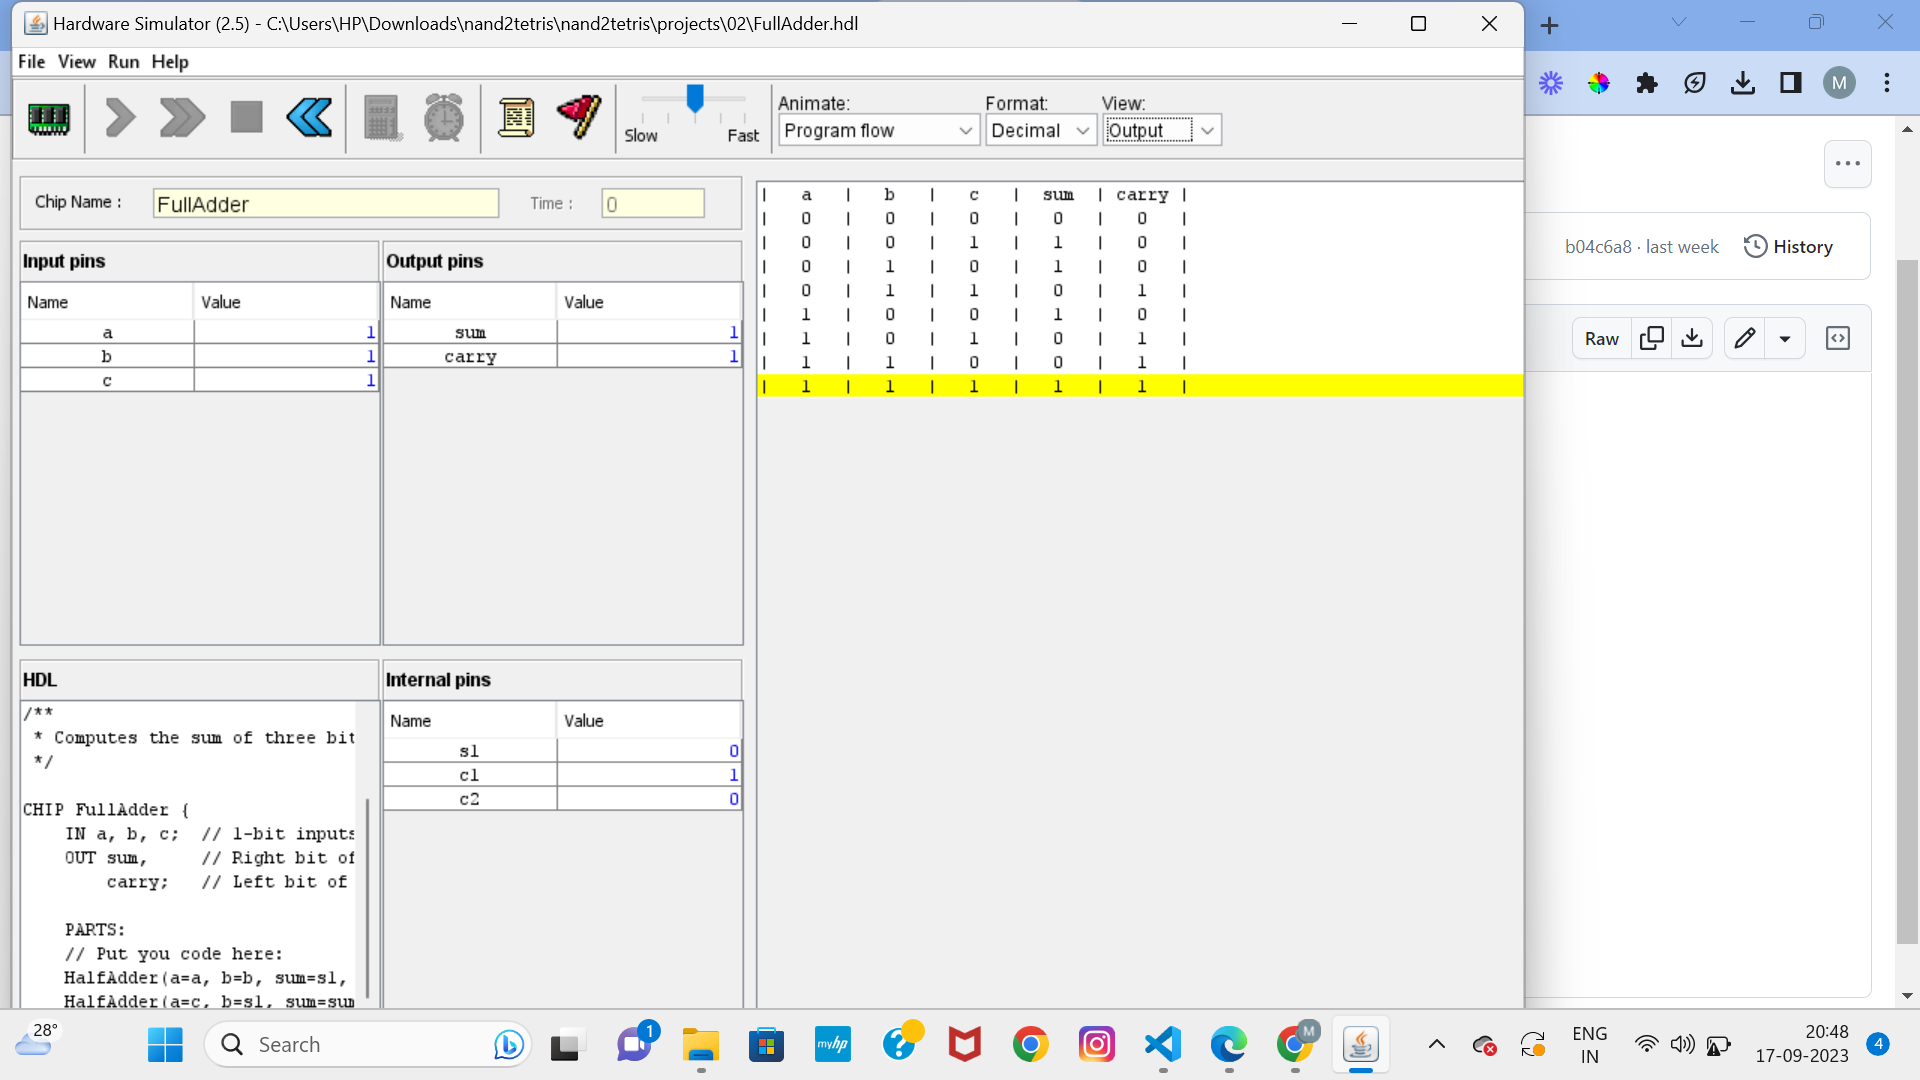 Hardware Simulator (2.5) - C:\Users\HP\Downloads\nand2tetris\nand2tetris\projects\02\FullAdder.hdl
File View Run Help
Slow Fast
Animate: Format: View:
Program flow Decimal Output
M
Chip Name : FullAdder Time : 0
Input pins Output pins
Name Value Name Value
a 1 sum 1
b 1 carry 1
c 1
| a | b | c | sum | carry |
| 0 | 0 | 0 | 0 | 0 |
| 0 | 0 | 1 | 1 | 0 |
| 0 | 1 | 0 | 1 | 0 |
| 0 | 1 | 1 | 0 | 1 |
| 1 | 0 | 0 | 1 | 0 |
| 1 | 0 | 1 | 0 | 1 |
| 1 | 1 | 0 | 0 | 1 |
| 1 | 1 | 1 | 1 | 1 |
b04c6a8 · last week History
Raw
HDL
/**
* Computes the sum of three bit
*/
CHIP FullAdder {
IN a, b, c; // 1-bit inputs
OUT sum, // Right bit of
carry; // Left bit of
PARTS:
// Put you code here:
HalfAdder(a=a, b=b, sum=s1,
HalfAdder(a=c, b=s1, sum=sum
Internal pins
Name Value
s1 0
c1 1
c2 0
28°
Search
1
myhp
M
ENG
IN
20:48
17-09-2023
4